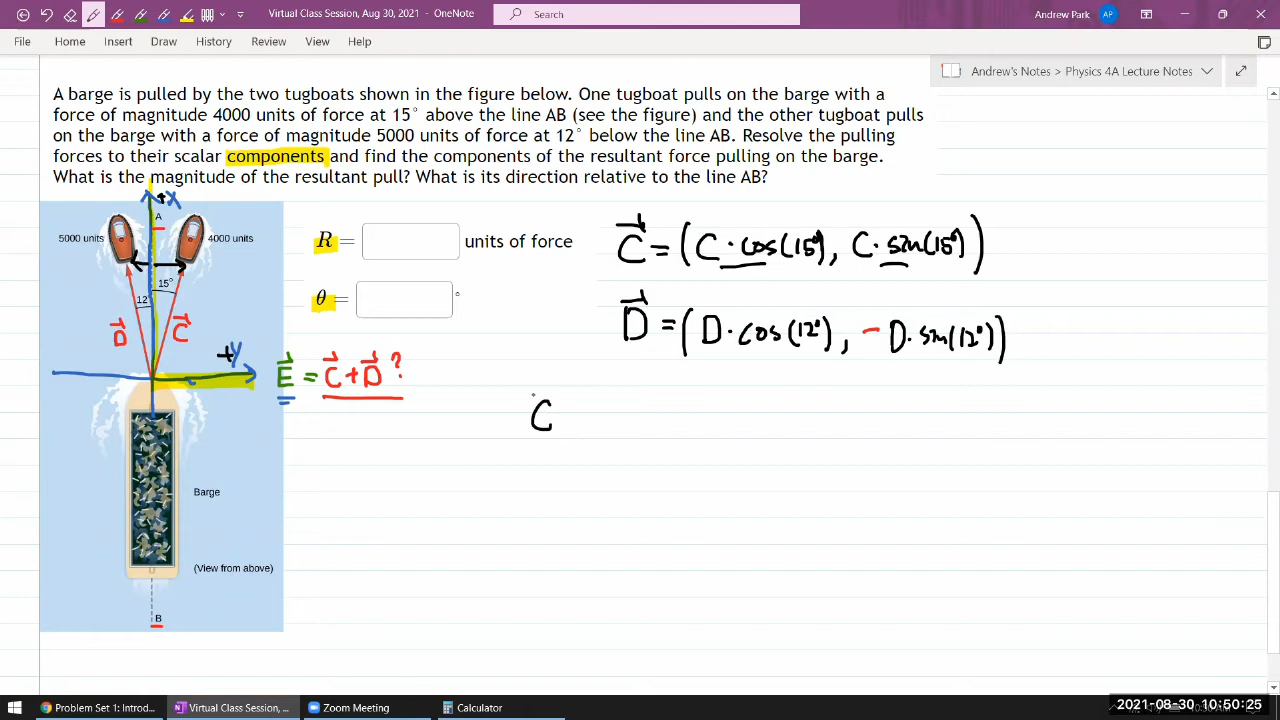 Virtual Class Session, Aug 30, 2021 - OneNote
Search
Andrew Park
AP
File Home Insert Draw History Review View Help
Andrew's Notes > Physics 4A Lecture Notes
A barge is pulled by the two tugboats shown in the figure below. One tugboat pulls on the barge with a
force of magnitude 4000 units of force at 15° above the line AB (see the figure) and the other tugboat pulls
on the barge with a force of magnitude 5000 units of force at 12° below the line AB. Resolve the pulling
forces to their scalar components and find the components of the resultant force pulling on the barge.
What is the magnitude of the resultant pull? What is its direction relative to the line AB?
+X
A
5000 units
4000 units
15°
12°
D⃗
C⃗
+Y
Barge
(View from above)
B
R = units of force
θ = °
E⃗ = C⃗ + D⃗ ?
C⃗ = (C · cos(15°), C · sin(15°))
D⃗ = (D · cos(12°), - D · sin(12°))
C
Problem Set 1: Introd...
Virtual Class Session,...
Zoom Meeting
Calculator
2021-08-30 10:50:25